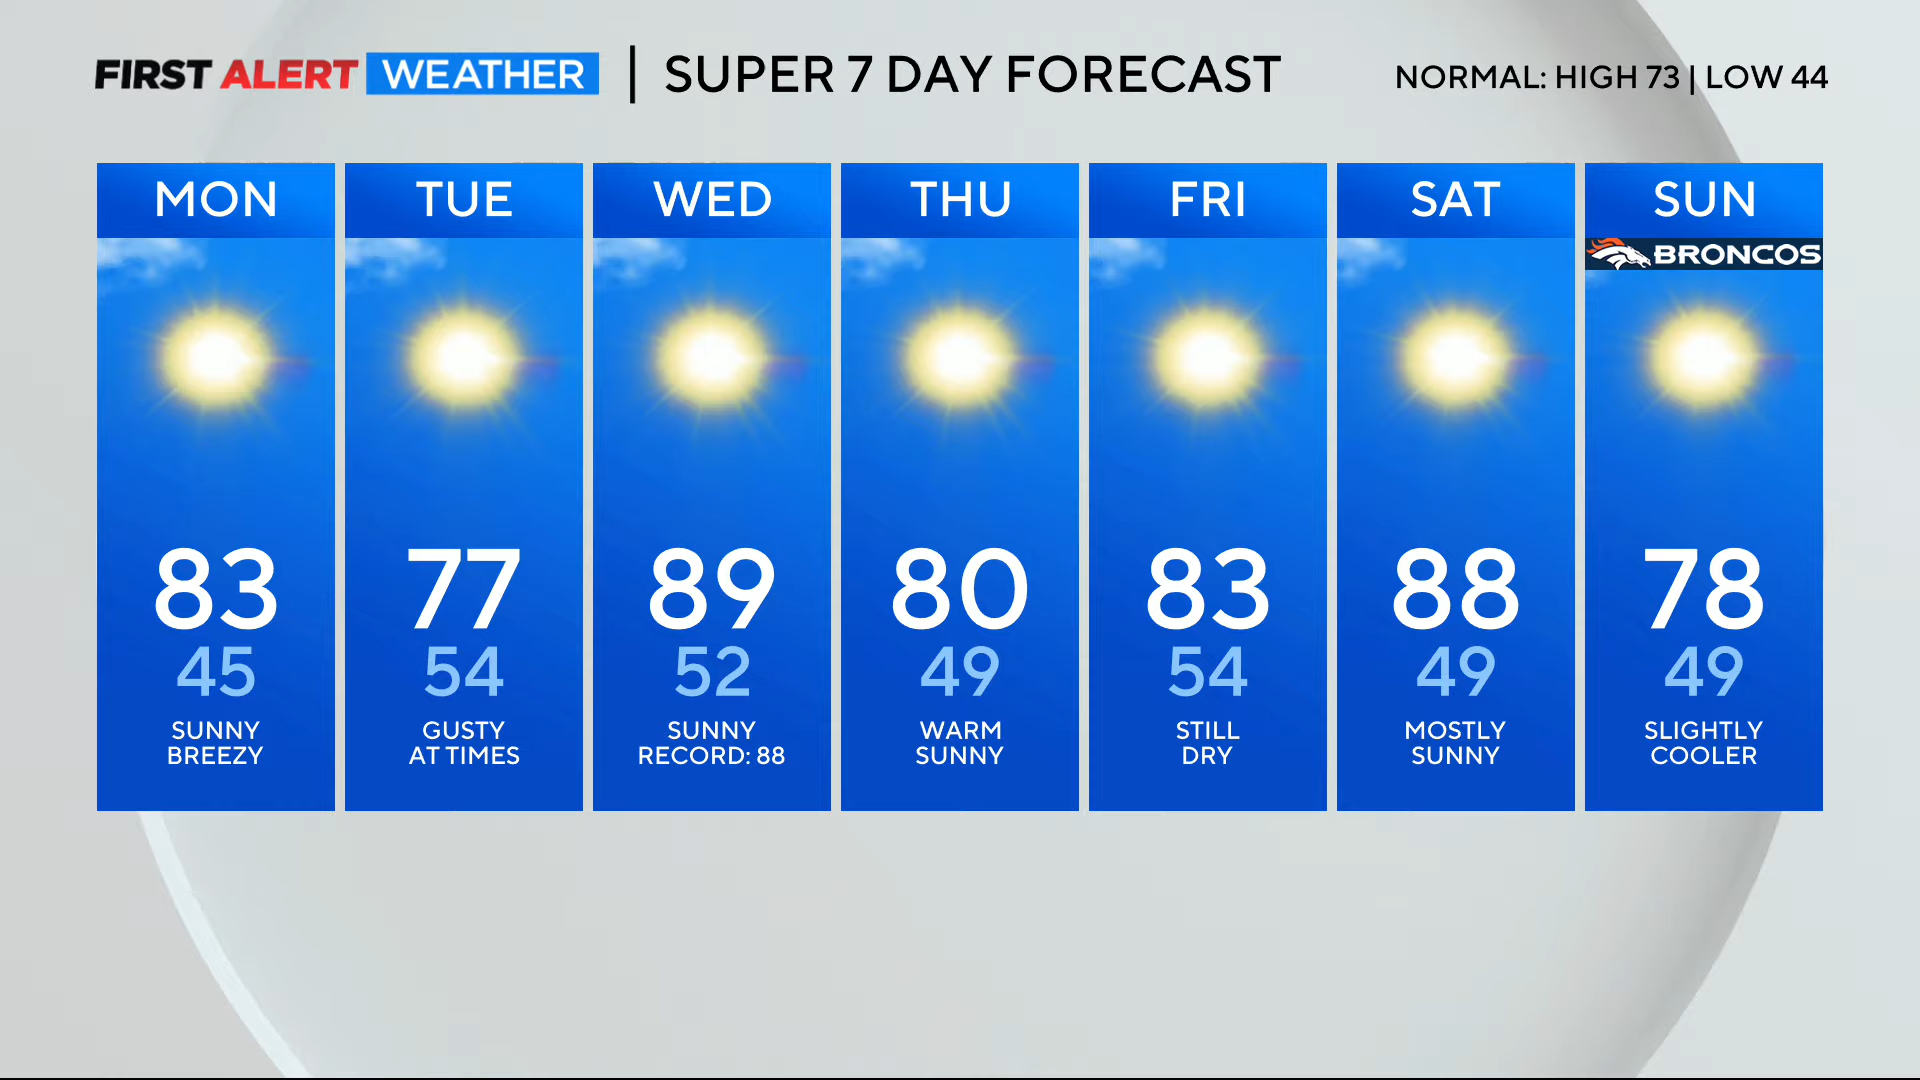 FIRST ALERT WEATHER | SUPER 7 DAY FORECAST
NORMAL: HIGH 73 | LOW 44
MON
83
45
SUNNY
BREEZY
TUE
77
54
GUSTY
AT TIMES
WED
89
52
SUNNY
RECORD: 88
THU
80
49
WARM
SUNNY
FRI
83
54
STILL
DRY
SAT
88
49
MOSTLY
SUNNY
SUN
BRONCOS
78
49
SLIGHTLY
COOLER